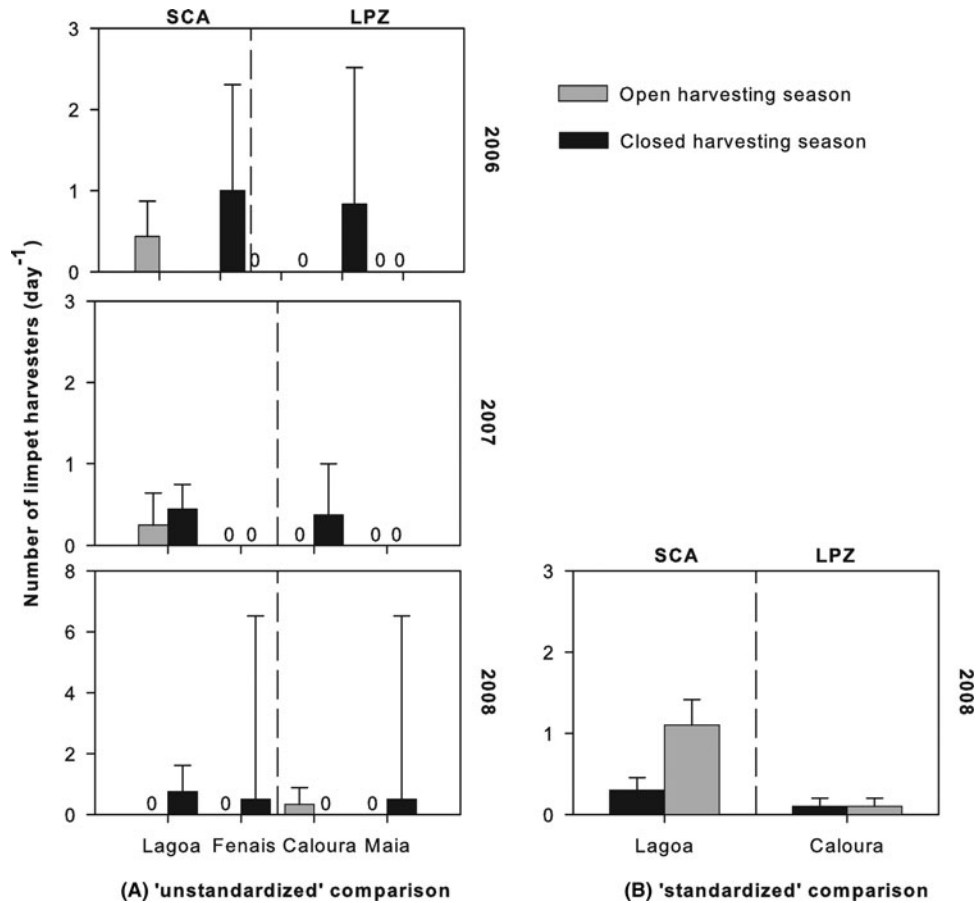 SCA LPZ
3
2
1
0
0 0 0 0
2006
Open harvesting season
Closed harvesting season
Number of limpet harvesters (day-1)
3
2
1
0
0 0 0 0 0
2007
8
6
4
2
0
0 0 0 0
2008
Lagoa Fenais Caloura Maia
(A) 'unstandardized' comparison
SCA LPZ
3
2
1
0
2008
Lagoa Caloura
(B) 'standardized' comparison